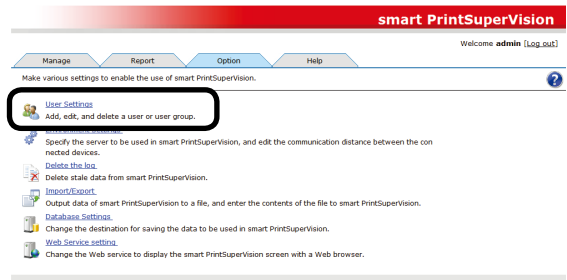 smart PrintSuperVision
Welcome admin [Log out]
Manage Report Option Help
Make various settings to enable the use of smart PrintSuperVision.
?
User Settings
Add, edit, and delete a user or user group.
Environment Settings
Specify the server to be used in smart PrintSuperVision, and edit the communication distance between the con
nected devices.
Delete the log
Delete stale data from smart PrintSuperVision.
Import/Export
Output data of smart PrintSuperVision to a file, and enter the contents of the file to smart PrintSuperVision.
Database Settings
Change the destination for saving the data to be used in smart PrintSuperVision.
Web Service setting
Change the Web service to display the smart PrintSuperVision screen with a Web browser.